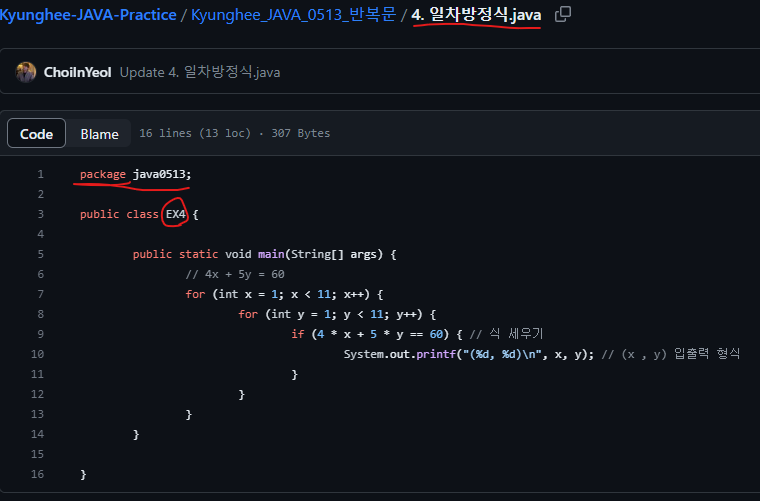 Kyunghee-JAVA-Practice / Kyunghee_JAVA_0513_반복문 / 4. 일차방정식.java
ChoiInYeol Update 4. 일차방정식.java
Code Blame 16 lines (13 loc) · 307 Bytes
1 package java0513;
2
3 public class EX4 {
4
5 public static void main(String[] args) {
6 // 4x + 5y = 60
7 for (int x = 1; x < 11; x++) {
8 for (int y = 1; y < 11; y++) {
9 if (4 * x + 5 * y == 60) { // 식 세우기
10 System.out.printf("(%d, %d)\n", x, y); // (x , y) 입출력 형식
11 }
12 }
13 }
14 }
15
16 }